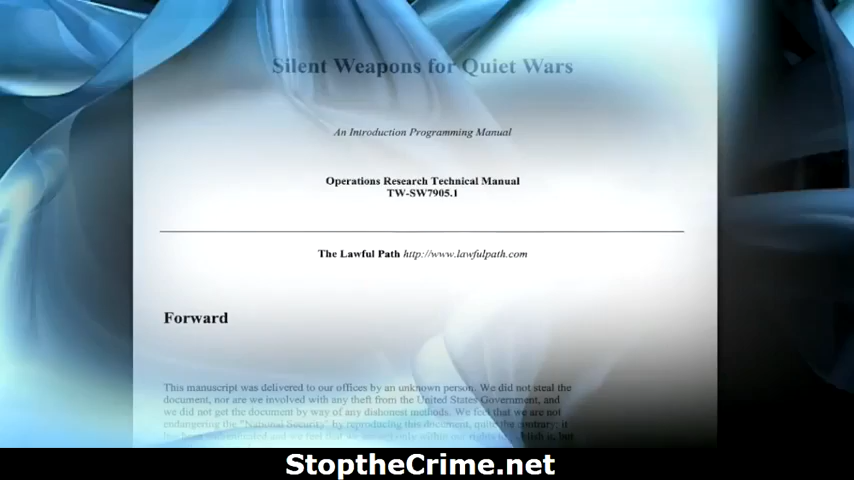 Silent Weapons for Quiet Wars
An Introduction Programming Manual
Operations Research Technical Manual
TW-SW7905.1
The Lawful Path http://www.lawfulpath.com
Forward
This manuscript was delivered to our offices by an unknown person. We did not steal the
document, nor are we involved with any theft from the United States Government, and
we did not get the document by way of any dishonest methods. We feel that we are not
endangering the "National Security" by reproducing this document, quite the contrary; it
StoptheCrime.net